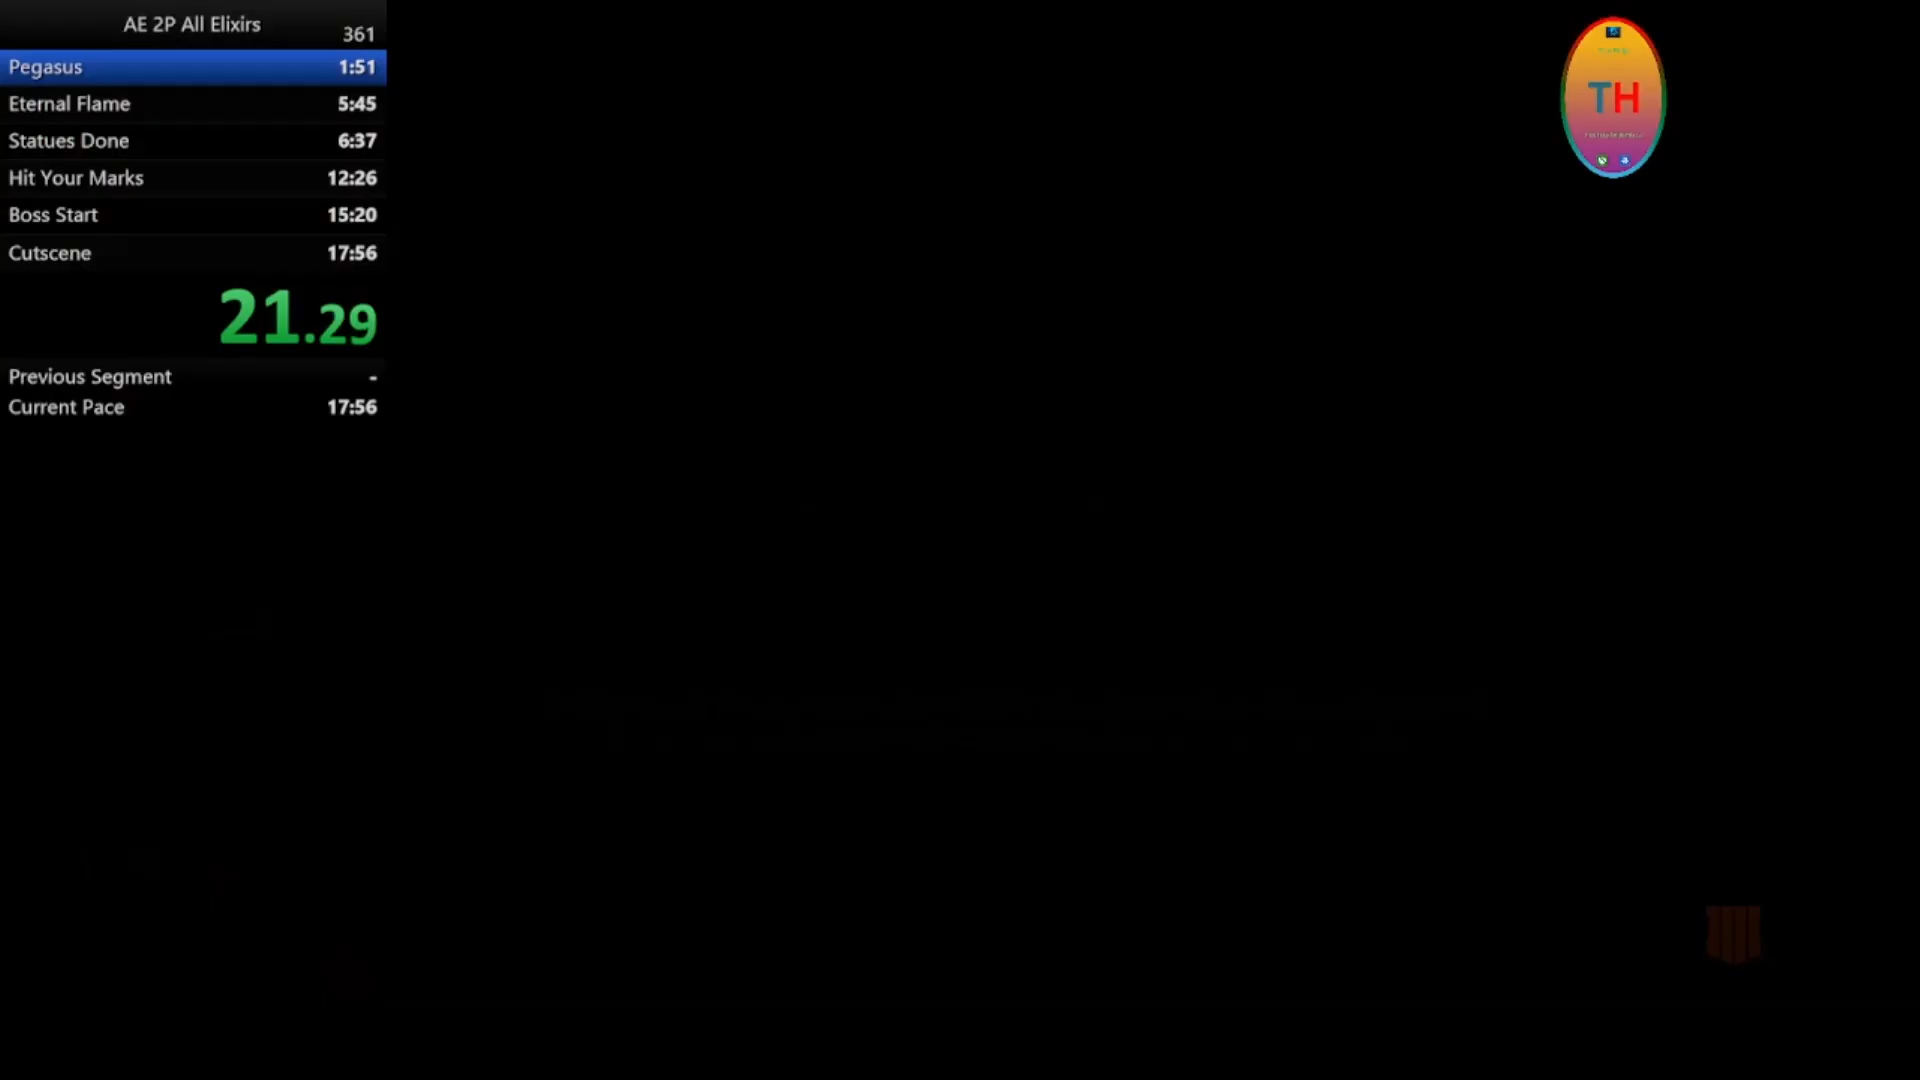 AE 2P All Elixirs
361
Pegasus 1:51
Eternal Flame 5:45
Statues Done 6:37
Hit Your Marks 12:26
Boss Start 15:20
Cutscene 17:56
21.29
Previous Segment -
Current Pace 17:56
TH